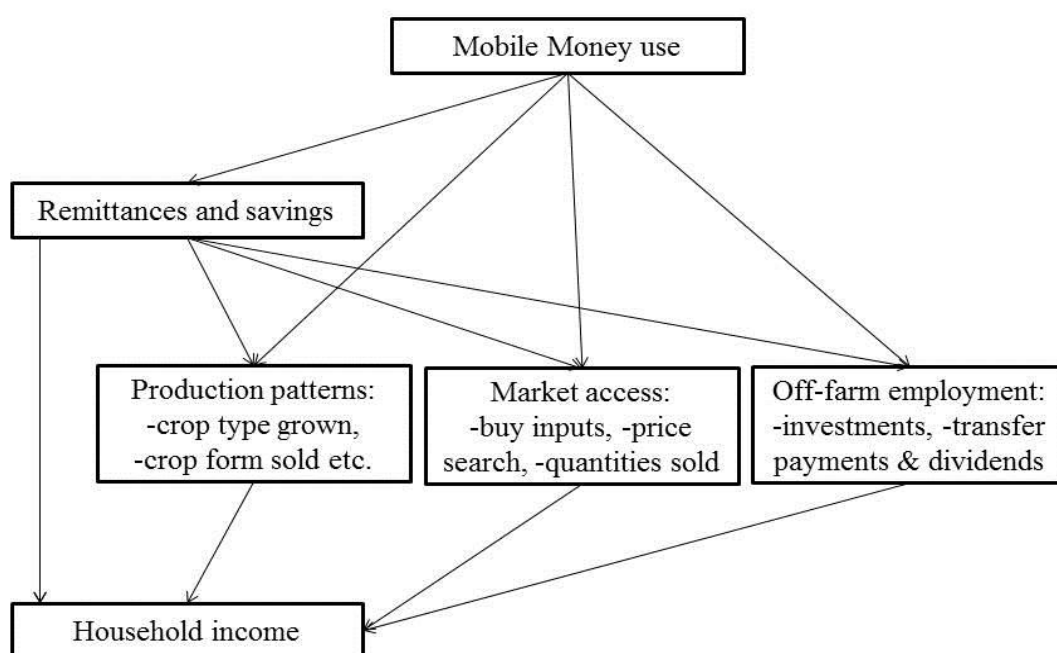 Mobile Money use
Remittances and savings
Production patterns:
-crop type grown,
-crop form sold etc.
Market access:
-buy inputs, -price
search, -quantities sold
Off-farm employment:
-investments, -transfer
payments & dividends
Household income